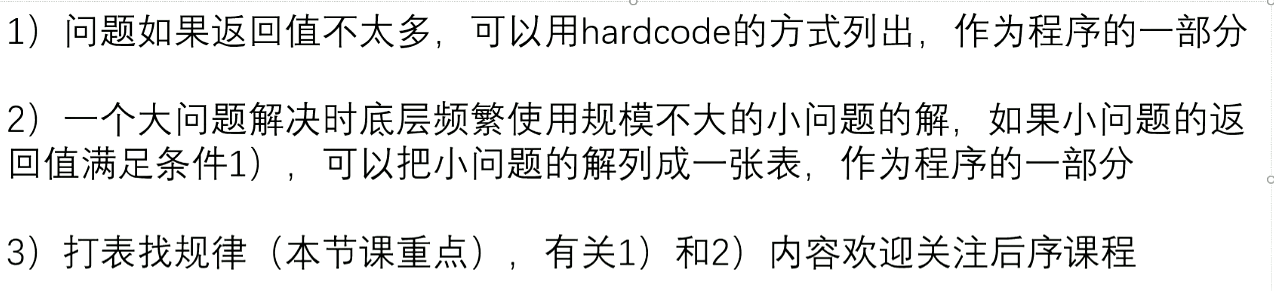 1）问题如果返回值不太多，可以用hardcode的方式列出，作为程序的一部分
2）一个大问题解决时底层频繁使用规模不大的小问题的解，如果小问题的返
回值满足条件1），可以把小问题的解列成一张表，作为程序的一部分
3）打表找规律（本节课重点），有关1）和2）内容欢迎关注后序课程